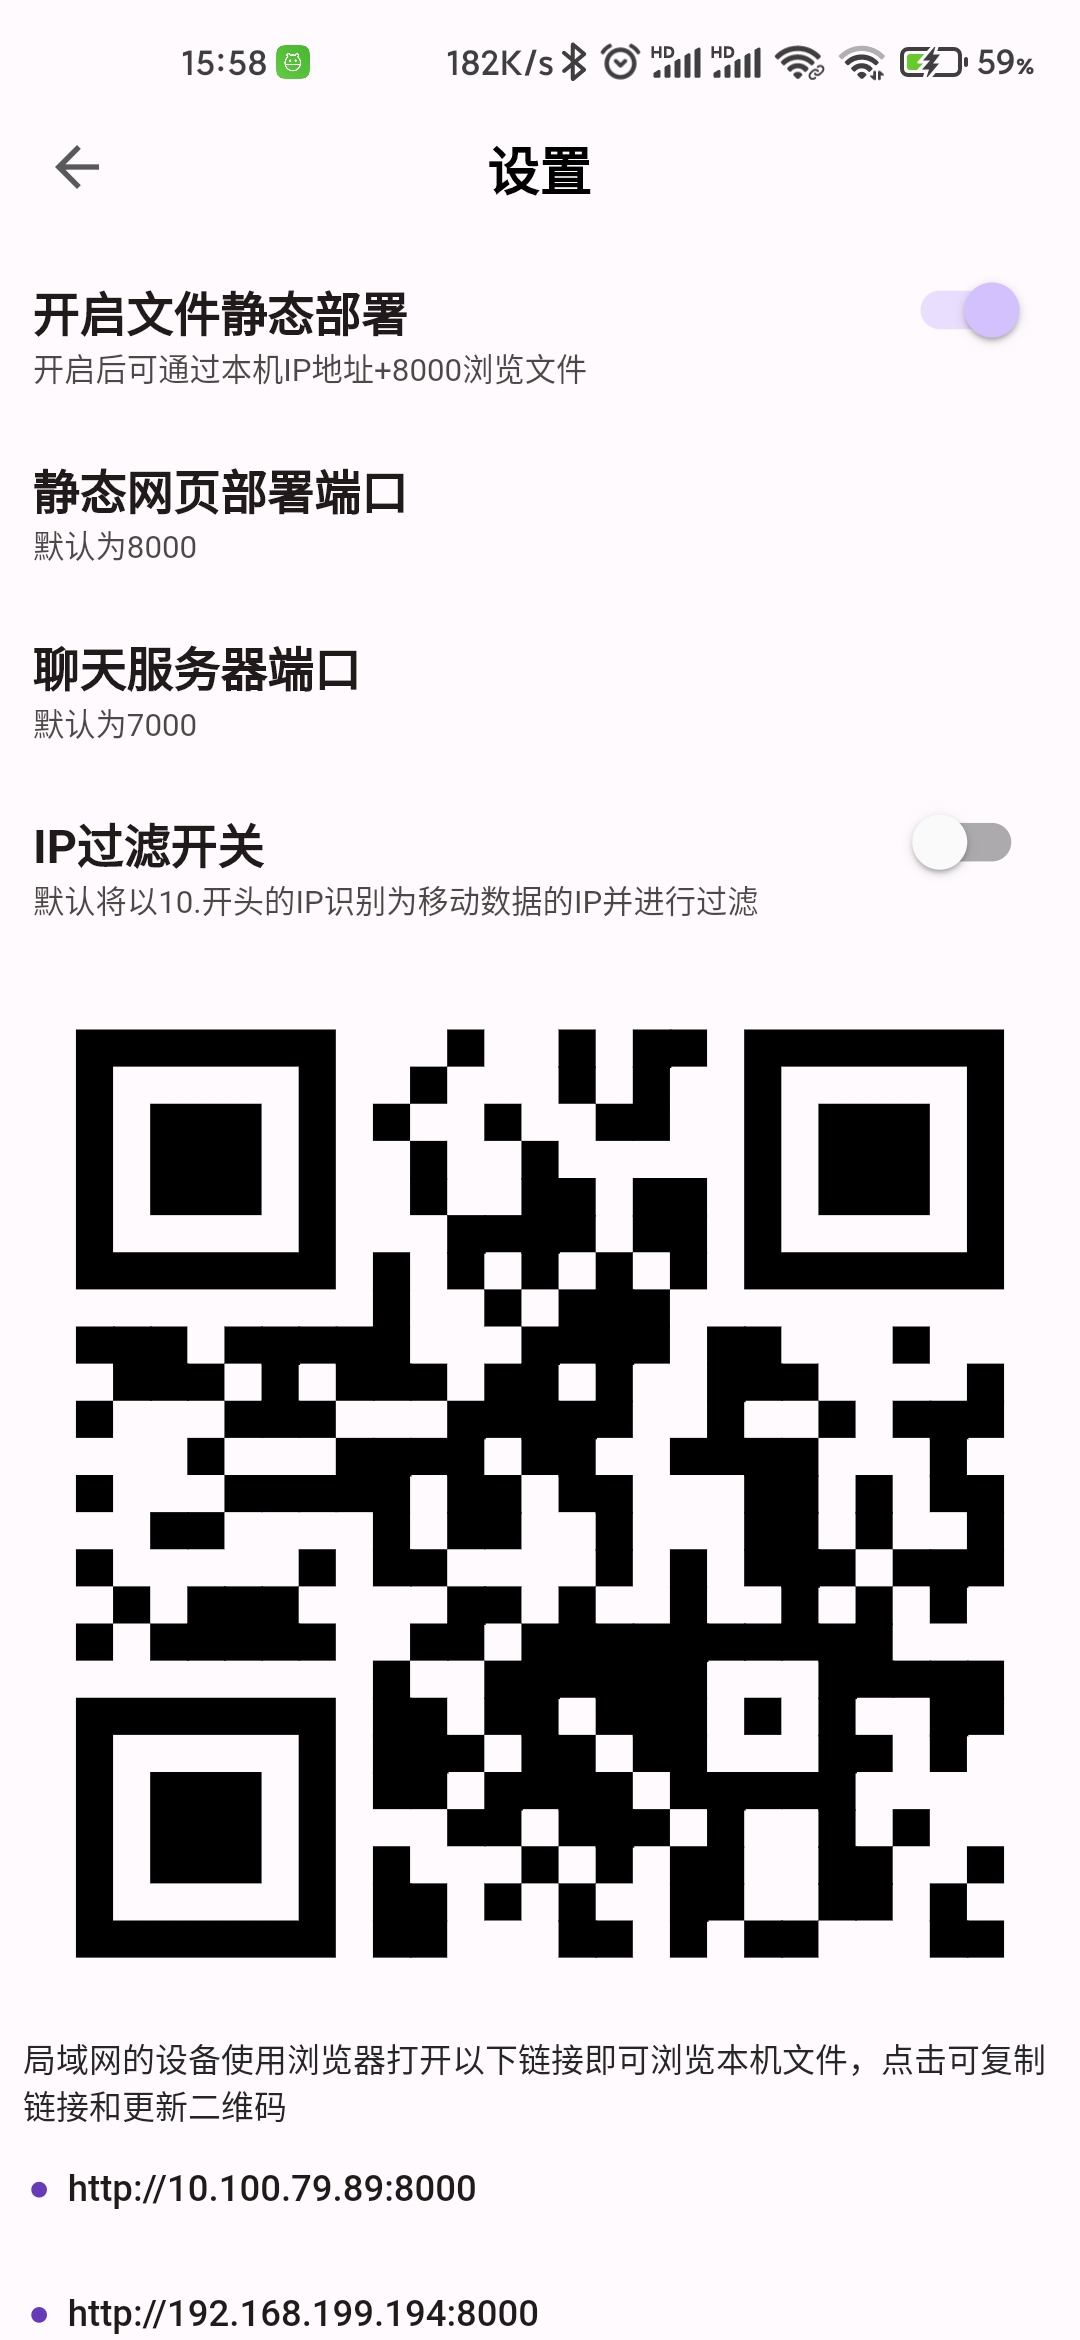 15:58
182K/s HD HD 59%
设置
开启文件静态部署
开启后可通过本机IP地址+8000浏览文件
静态网页部署端口
默认为8000
聊天服务器端口
默认为7000
IP过滤开关
默认将以10.开头的IP识别为移动数据的IP并进行过滤
局域网的设备使用浏览器打开以下链接即可浏览本机文件，点击可复制
链接和更新二维码
http://10.100.79.89:8000
http://192.168.199.194:8000